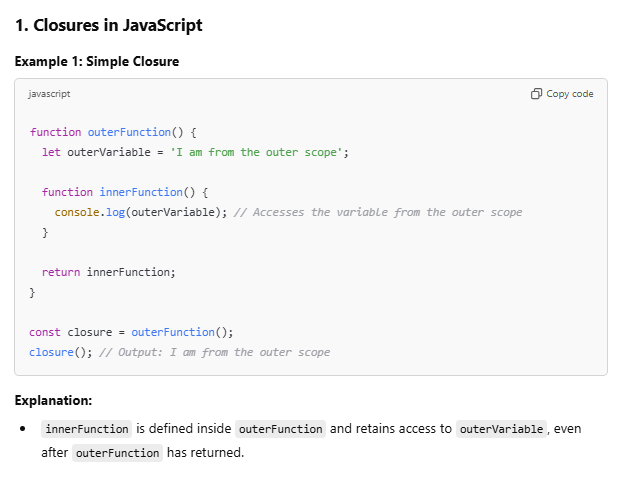 1. Closures in JavaScript
Example 1: Simple Closure
javascript Copy code
function outerFunction() {
  let outerVariable = 'I am from the outer scope';
  function innerFunction() {
    console.log(outerVariable); // Accesses the variable from the outer scope
  }
  return innerFunction;
}
const closure = outerFunction();
closure(); // Output: I am from the outer scope
Explanation:
• innerFunction is defined inside outerFunction and retains access to outerVariable, even
after outerFunction has returned.